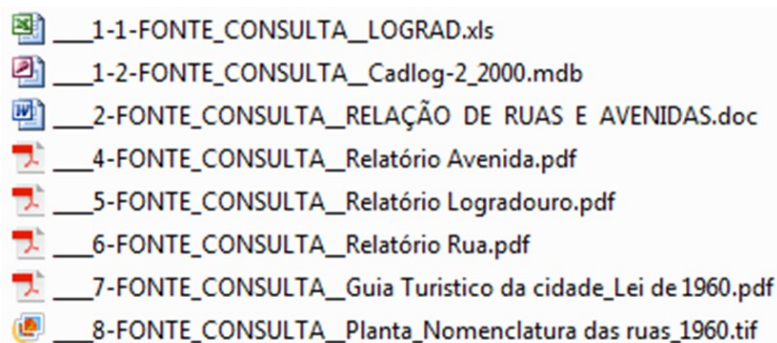 ___1-1-FONTE_CONSULTA__LOGRAD.xls
___1-2-FONTE_CONSULTA__Cadlog-2_2000.mdb
___2-FONTE_CONSULTA__RELAÇÃO DE RUAS E AVENIDAS.doc
___4-FONTE_CONSULTA__Relatório Avenida.pdf
___5-FONTE_CONSULTA__Relatório Logradouro.pdf
___6-FONTE_CONSULTA__Relatório Rua.pdf
___7-FONTE_CONSULTA__Guia Turistico da cidade_Lei de 1960.pdf
___8-FONTE_CONSULTA__Planta_Nomenclatura das ruas_1960.tif